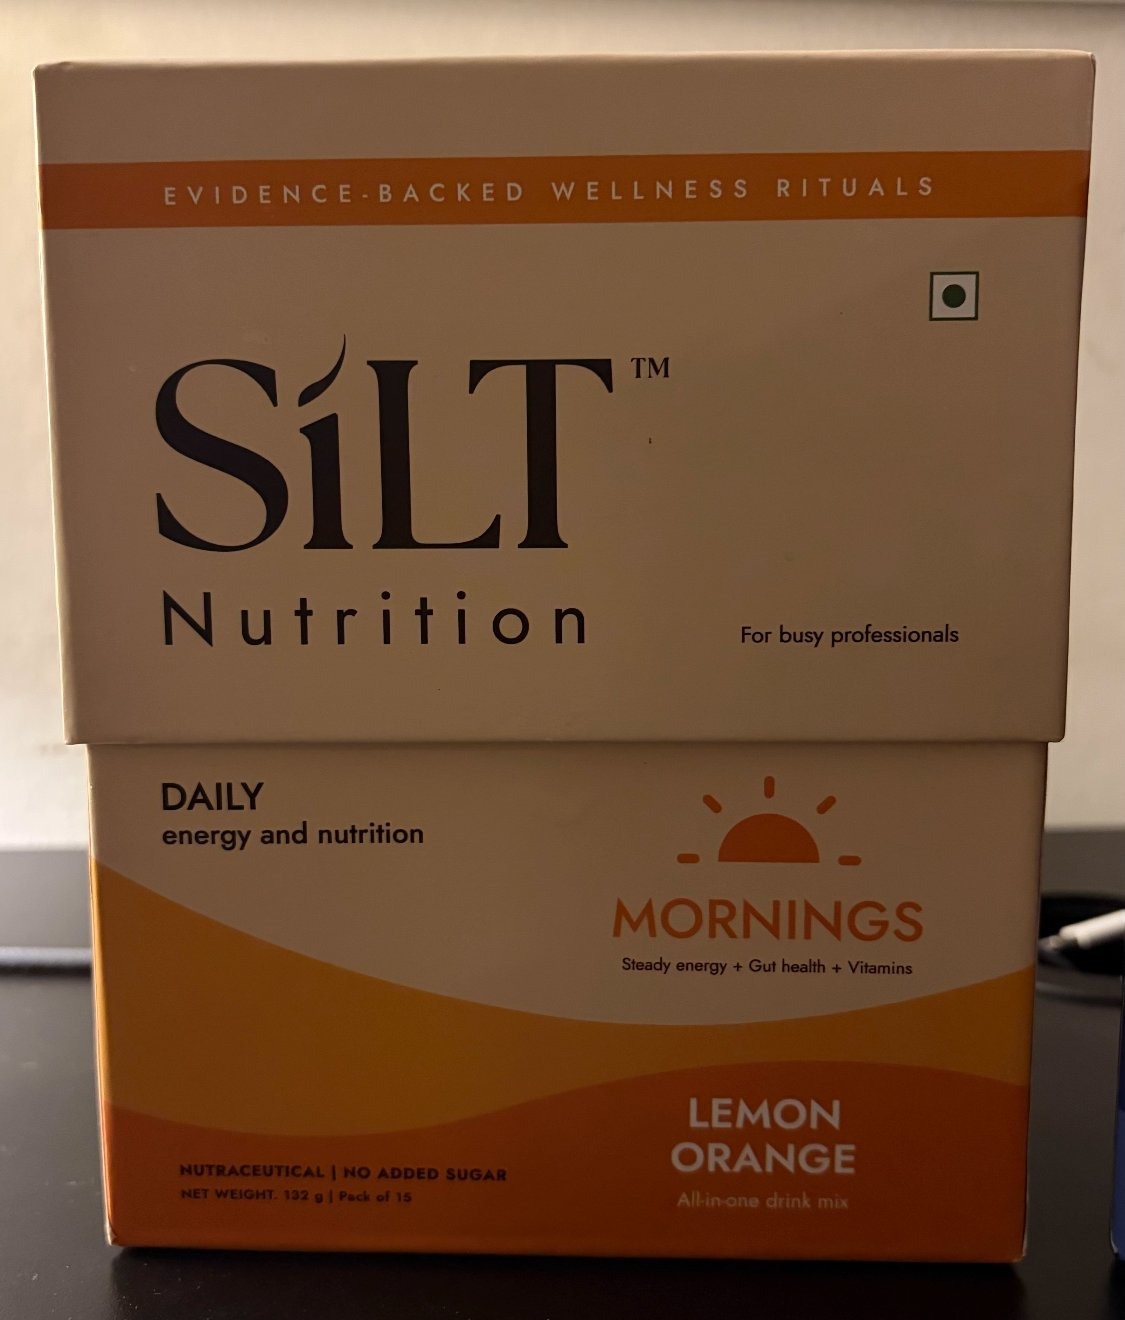 EVIDENCE-BACKED WELLNESS RITUALS
SíLT™
Nutrition
For busy professionals
DAILY
energy and nutrition
MORNINGS
Steady energy + Gut health + Vitamins
LEMON
ORANGE
All-in-one drink mix
NUTRACEUTICAL | NO ADDED SUGAR
NET WEIGHT. 132 g | Pack of 15